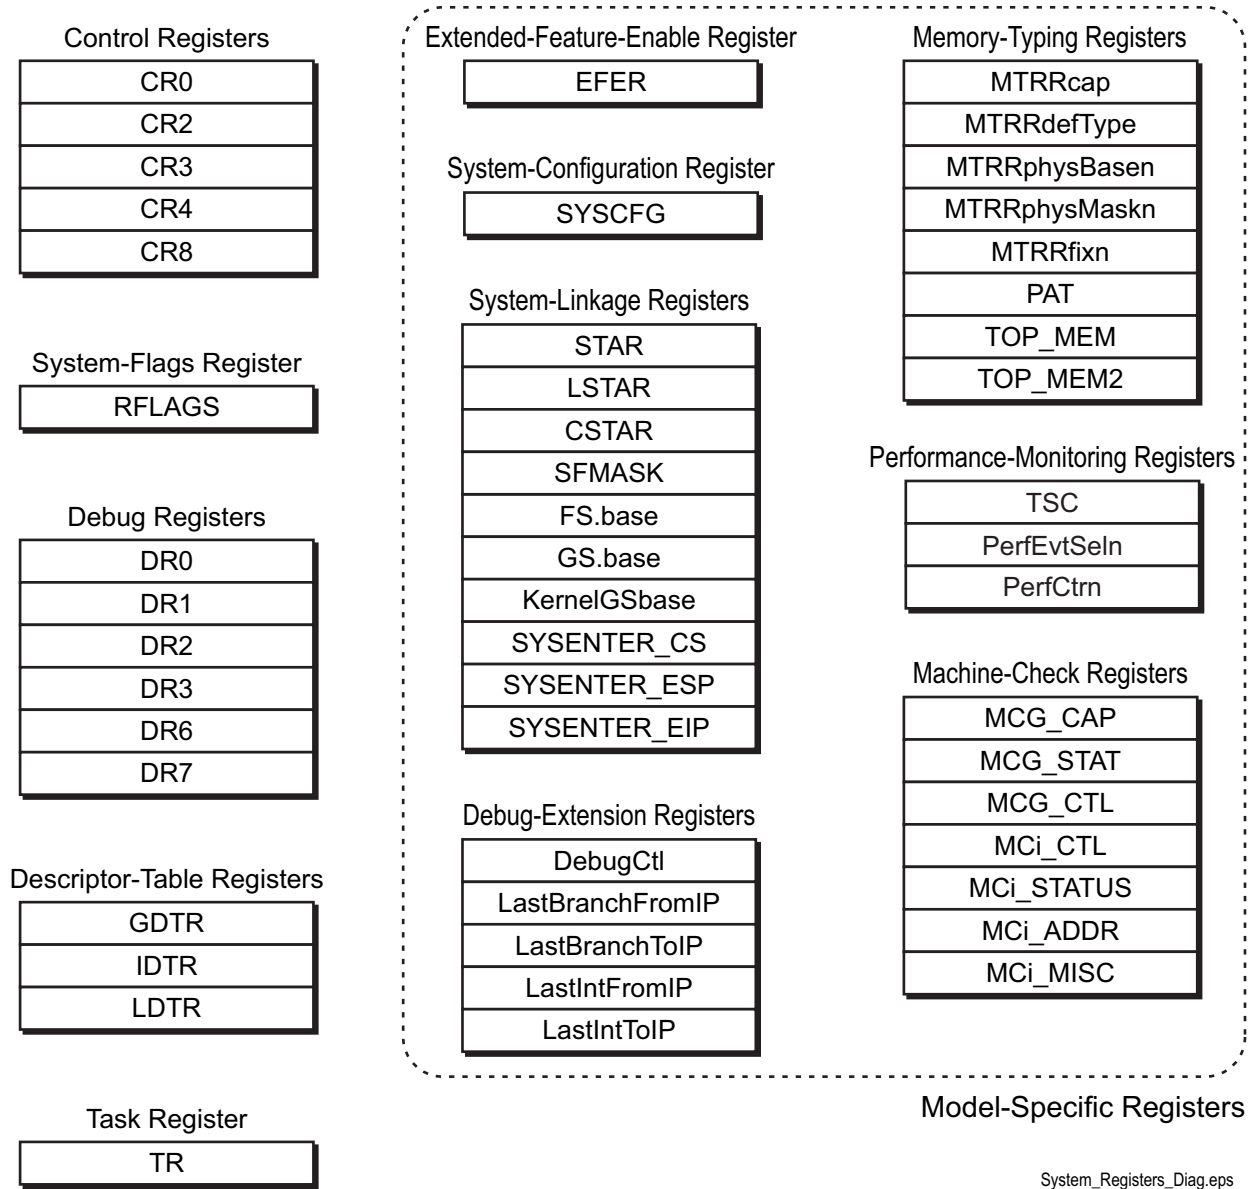 Control Registers
CR0
CR2
CR3
CR4
CR8
System-Flags Register
RFLAGS
Debug Registers
DR0
DR1
DR2
DR3
DR6
DR7
Descriptor-Table Registers
GDTR
IDTR
LDTR
Task Register
TR
Extended-Feature-Enable Register
EFER
System-Configuration Register
SYSCFG
System-Linkage Registers
STAR
LSTAR
CSTAR
SFMASK
FS.base
GS.base
KernelGSbase
SYSENTER_CS
SYSENTER_ESP
SYSENTER_EIP
Debug-Extension Registers
DebugCtl
LastBranchFromIP
LastBranchToIP
LastIntFromIP
LastIntToIP
Memory-Typing Registers
MTRRcap
MTRRdefType
MTRRphysBasen
MTRRphysMaskn
MTRRfixn
PAT
TOP_MEM
TOP_MEM2
Performance-Monitoring Registers
TSC
PerfEvtSeln
PerfCtrn
Machine-Check Registers
MCG_CAP
MCG_STAT
MCG_CTL
MCi_CTL
MCi_STATUS
MCi_ADDR
MCi_MISC
Model-Specific Registers
System_Registers_Diag.eps